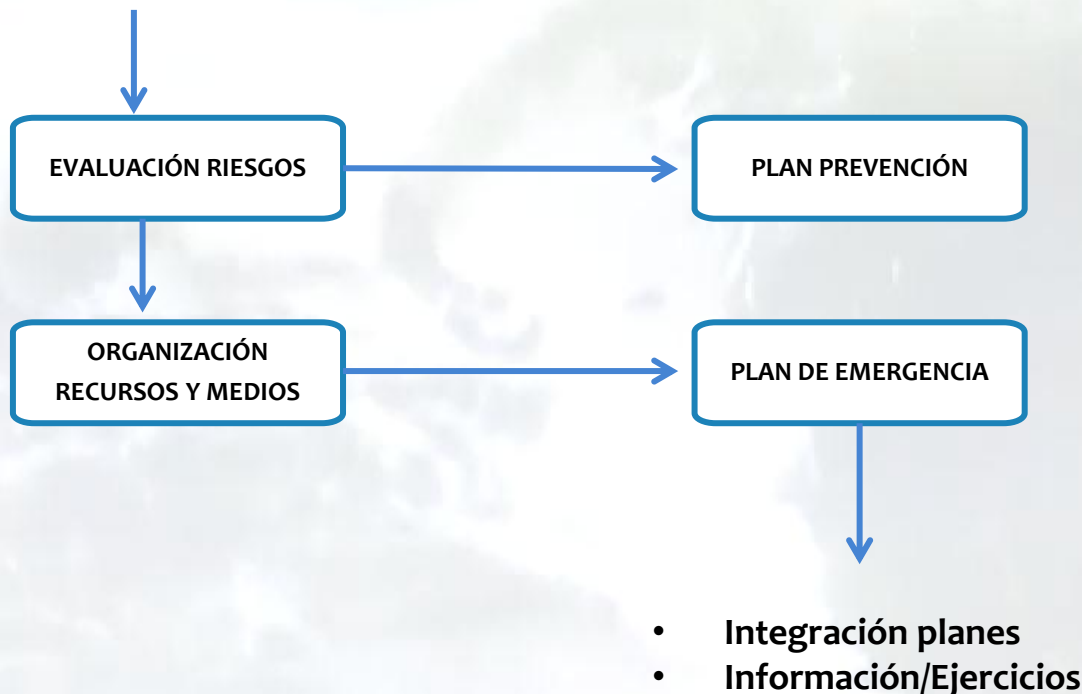 EVALUACIÓN RIESGOS
PLAN PREVENCIÓN
ORGANIZACIÓN
RECURSOS Y MEDIOS
PLAN DE EMERGENCIA
• Integración planes
• Información/Ejercicios